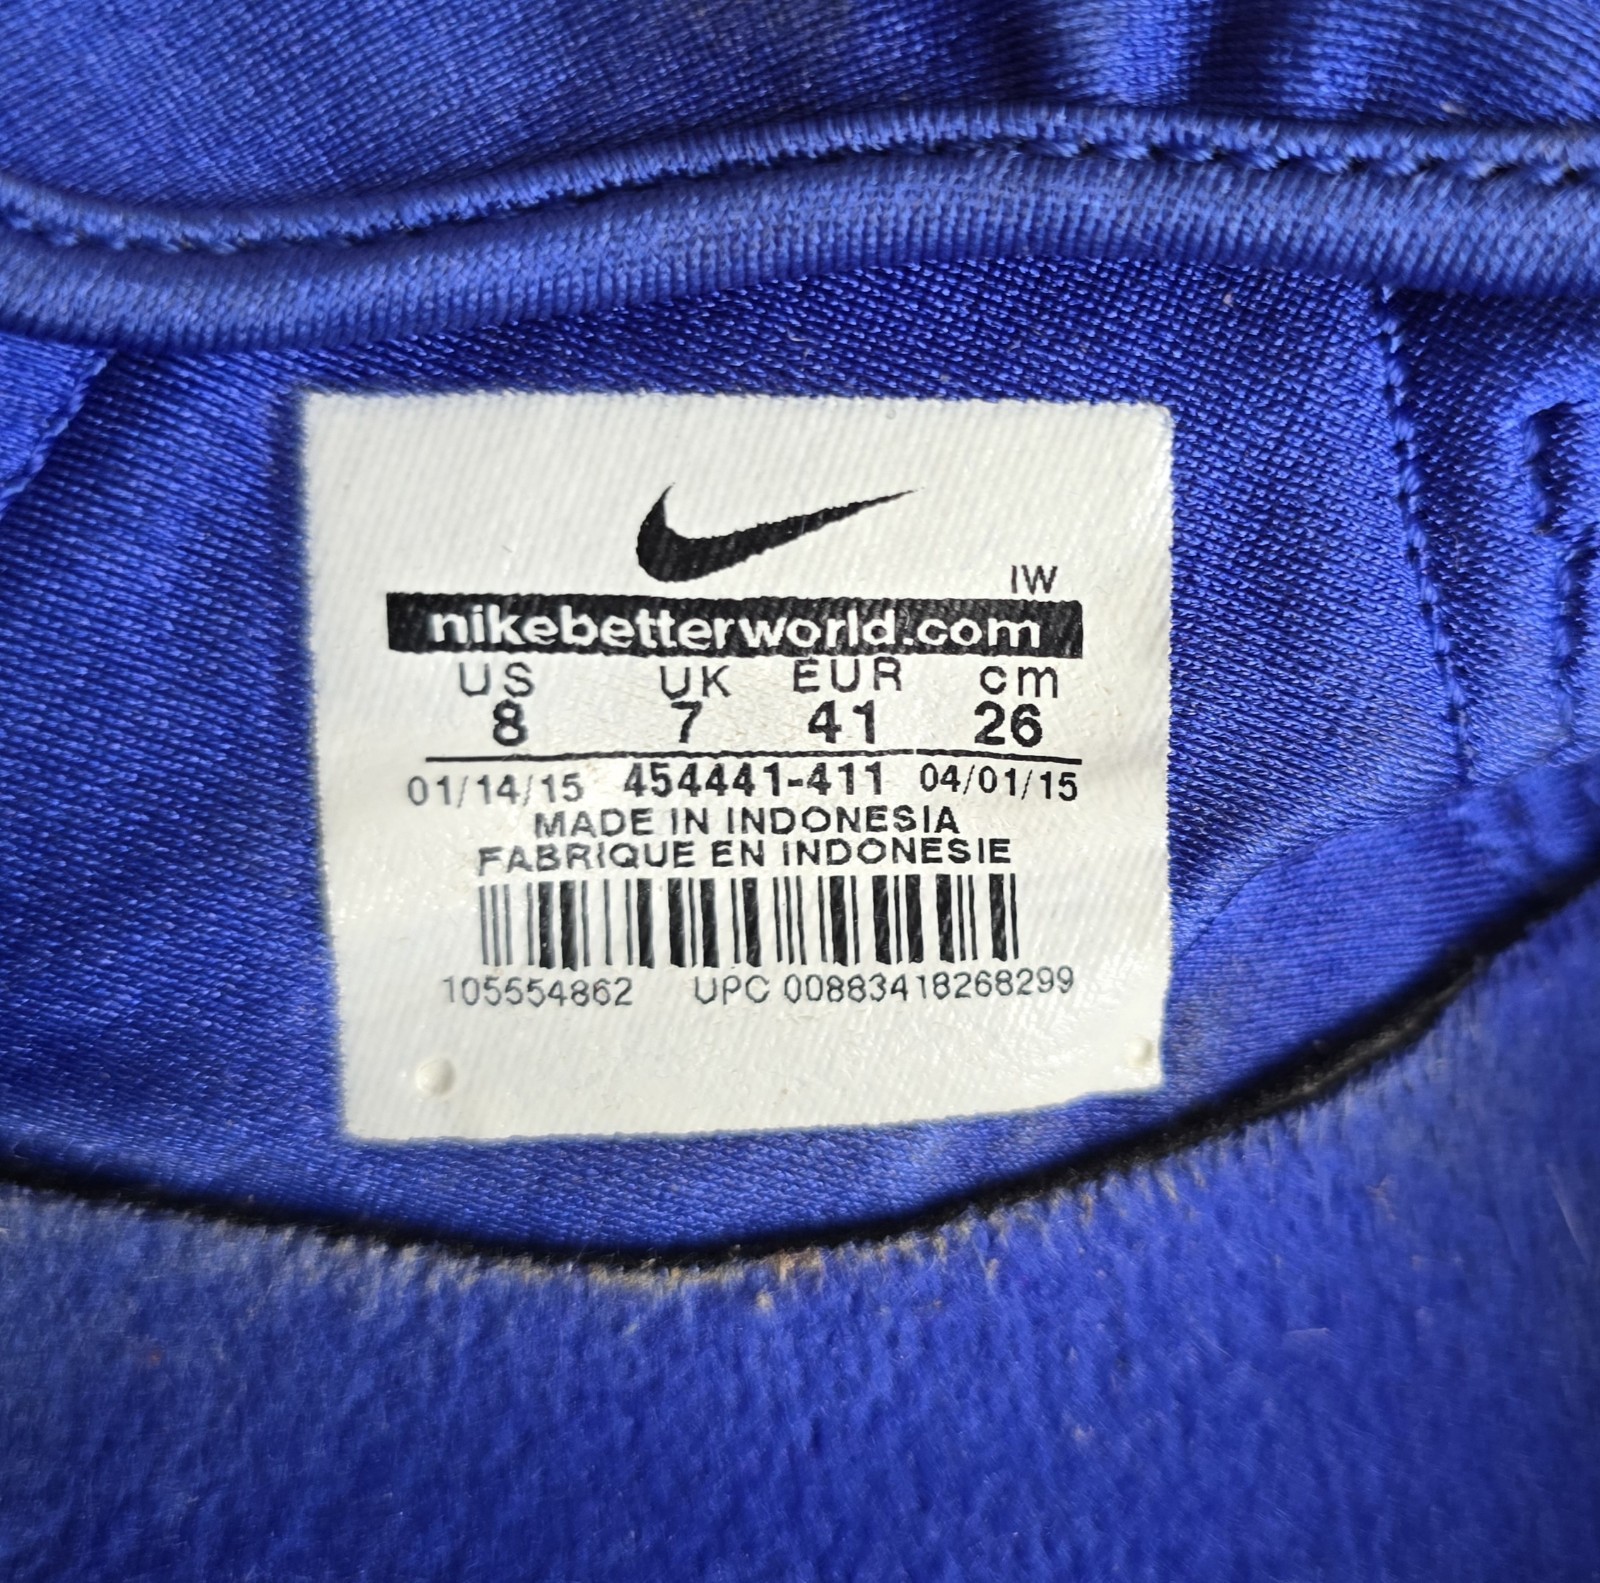 IW
nikebetterworld.com
US UK EUR cm
8 7 41 26
01/14/15 454441-411 04/01/15
MADE IN INDONESIA
FABRIQUE EN INDONESIE
105554862 UPC 00883418268299